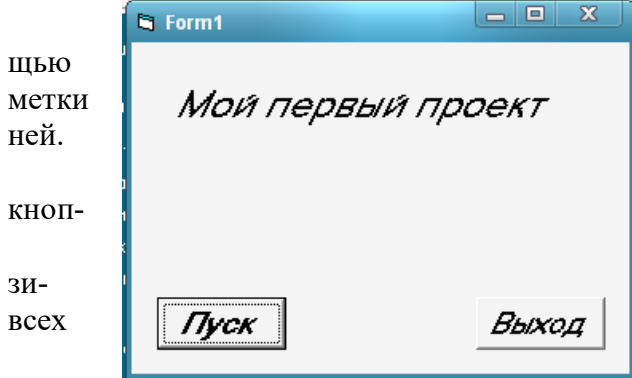 Form1
щью
метки
Мой первый проект
ней.
кноп-
зи-
всех
Пуск
Выход